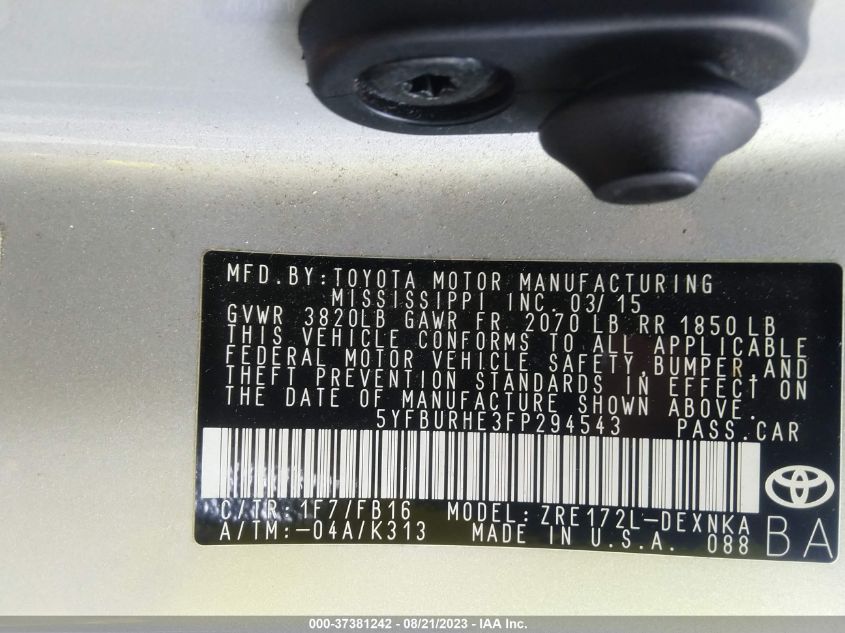 MFD.BY:TOYOTA MOTOR MANUFACTURING
MISSISSIPPI INC. 03/15
GVWR 3820LB GAWR FR 2070 LB RR 1850 LB
THIS VEHICLE CONFORMS TO ALL APPLICABLE
FEDERAL MOTOR VEHICLE SAFETY,BUMPER,AND
THEFT PREVENTION STANDARDS IN EFFECT ON
THE DATE OF MANUFACTURE SHOWN ABOVE.
5YFBURHE3FP294543 PASS.CAR
C/TR:1F7/FB16 MODEL:ZRE172L-DEXNKA
A/TM:-04A/K313 MADE IN U.S.A. 088 BA
000-37381242 - 08/21/2023 - IAA Inc.